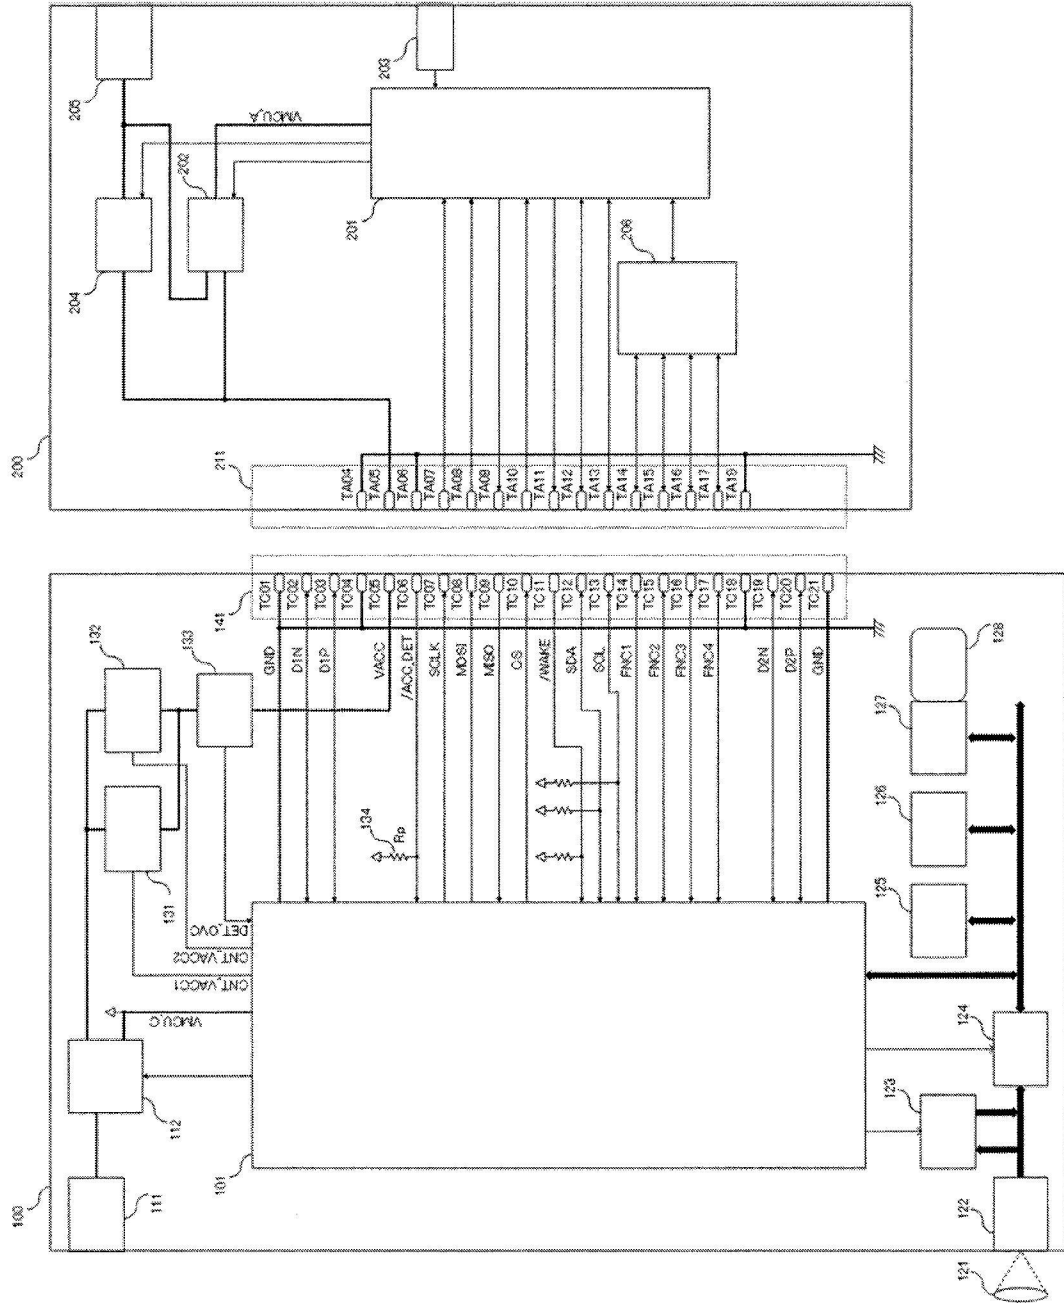 100
111
112
VMCU_C
101
CNT_VACC1
CNT_VACC2
DET_OVC
131
132
133
134
Rp
141
GND
TC01
D1N
TC02
D1P
TC03
TC04
VACC
TC05
/ACC_DET
TC06
SCLK
TC07
MOSI
TC08
MISO
TC09
CS
TC10
/WAKE
TC11
SDA
TC12
SCL
TC13
FNC1
TC14
FNC2
TC15
FNC3
TC16
FNC4
TC17
TC18
D2N
TC19
D2P
TC20
GND
TC21
121
122
123
124
125
126
127
128
200
211
TA04
TA05
TA06
TA07
TA08
TA09
TA10
TA11
TA12
TA13
TA14
TA15
TA16
TA17
TA19
204
205
202
VMCU_A
201
203
206